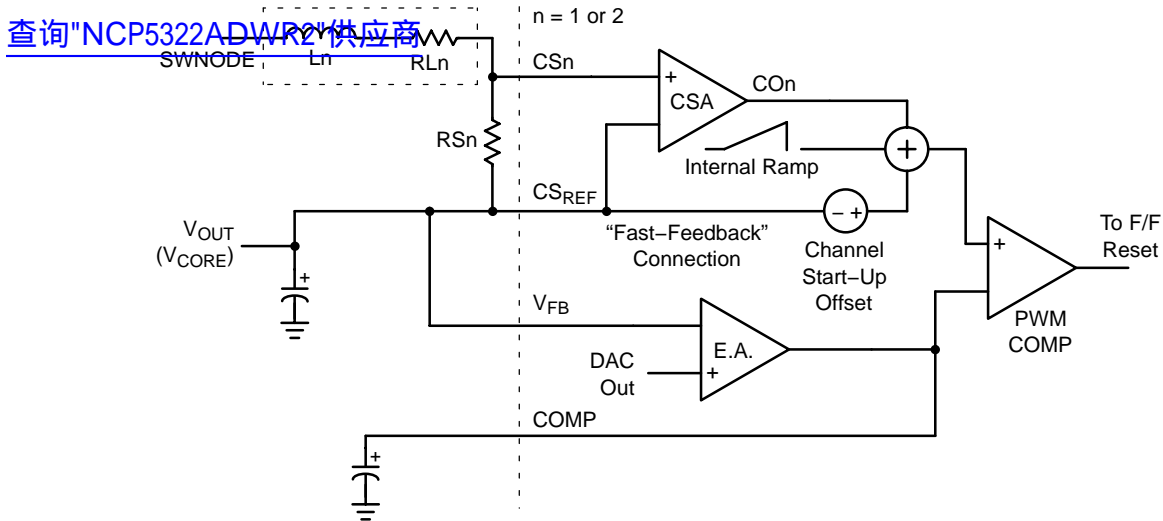 n = 1 or 2
查询"NCP5322ADWR2"供应商
SWNODE
Ln
RLn
CSn
+
CSA
COn
RSn
Internal Ramp
+
CSREF
− +
VOUT
(VCORE)
“Fast−Feedback”
Connection
Channel
Start−Up
Offset
+
To F/F
Reset
+
VFB
E.A.
PWM
COMP
DAC
Out
+
COMP
+